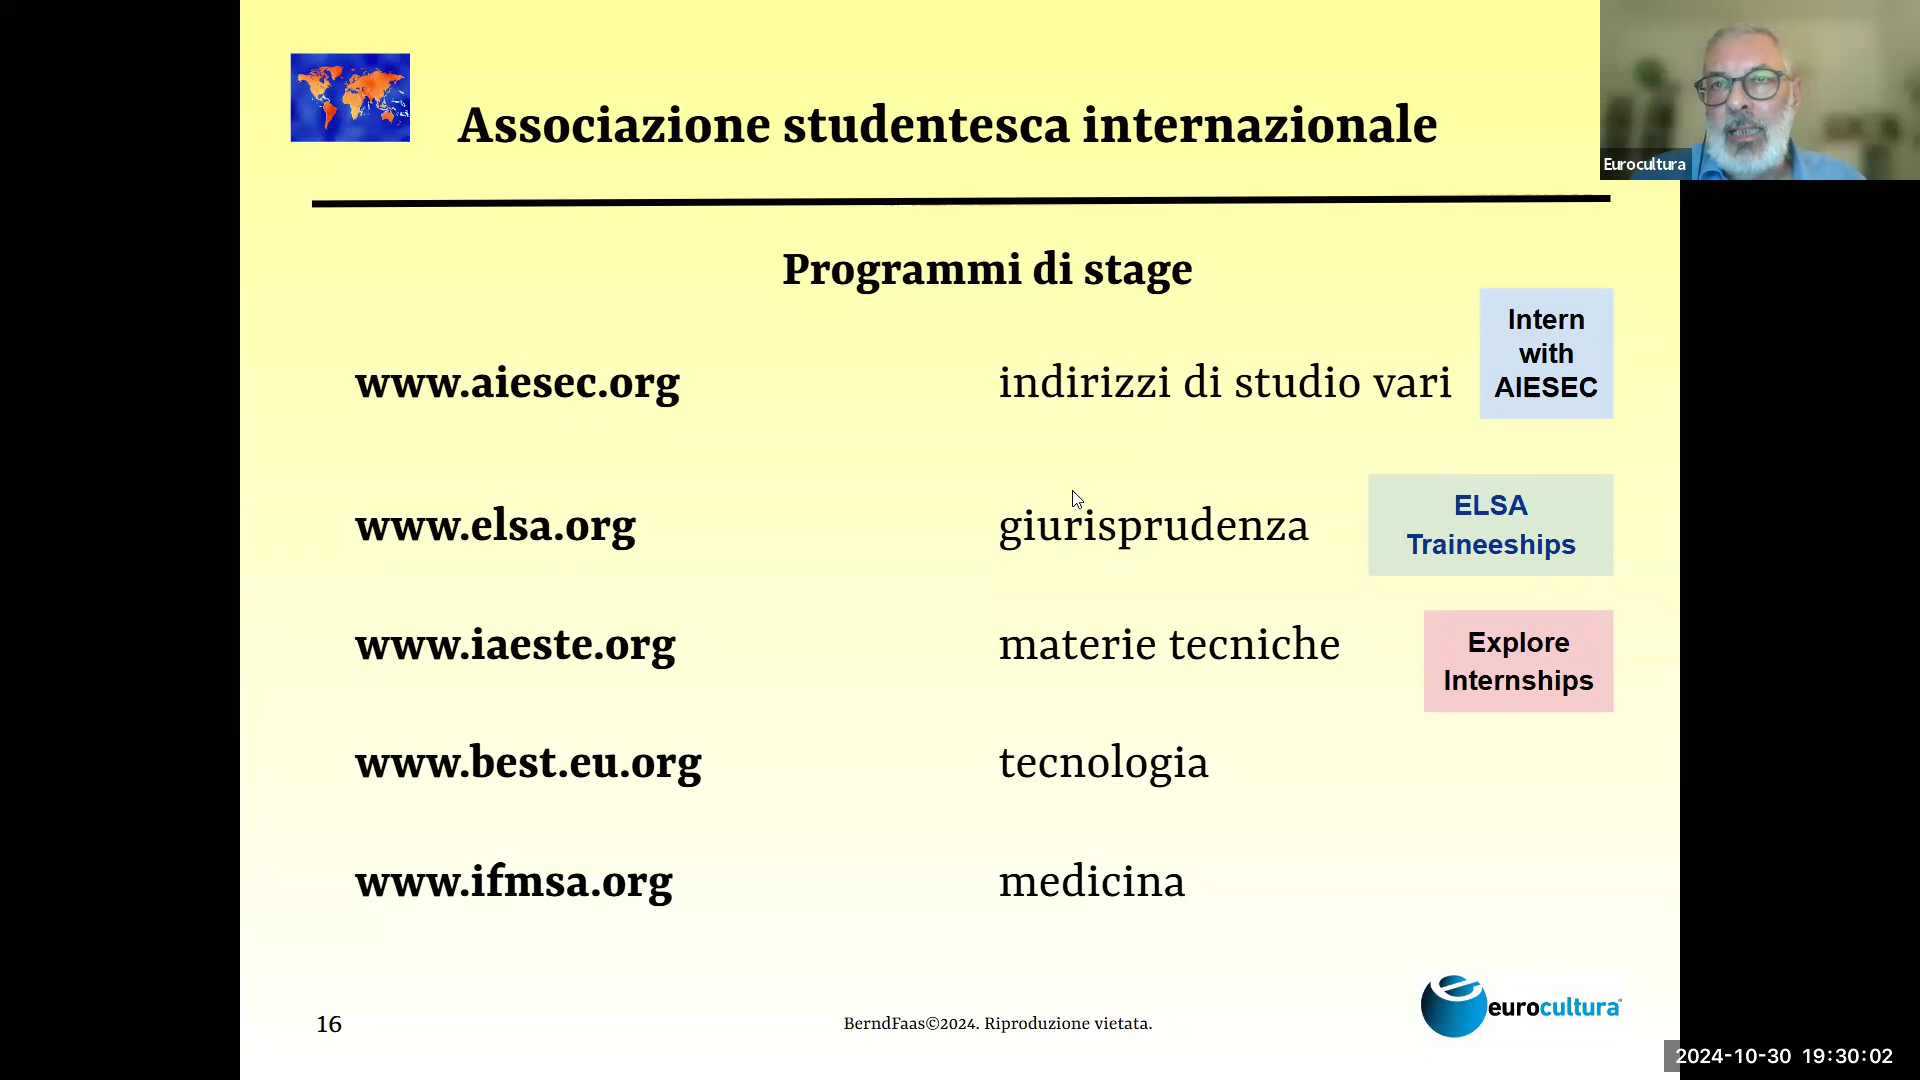 Associazione studentesca internazionale
Eurocultura
Programmi di stage
www.aiesec.org indirizzi di studio vari
Intern
with
AIESEC
www.elsa.org giurisprudenza
ELSA
Traineeships
www.iaeste.org materie tecniche
Explore
Internships
www.best.eu.org tecnologia
www.ifmsa.org medicina
16
BerndFaas©2024. Riproduzione vietata.
eurocultura®
2024-10-30 19:30:02